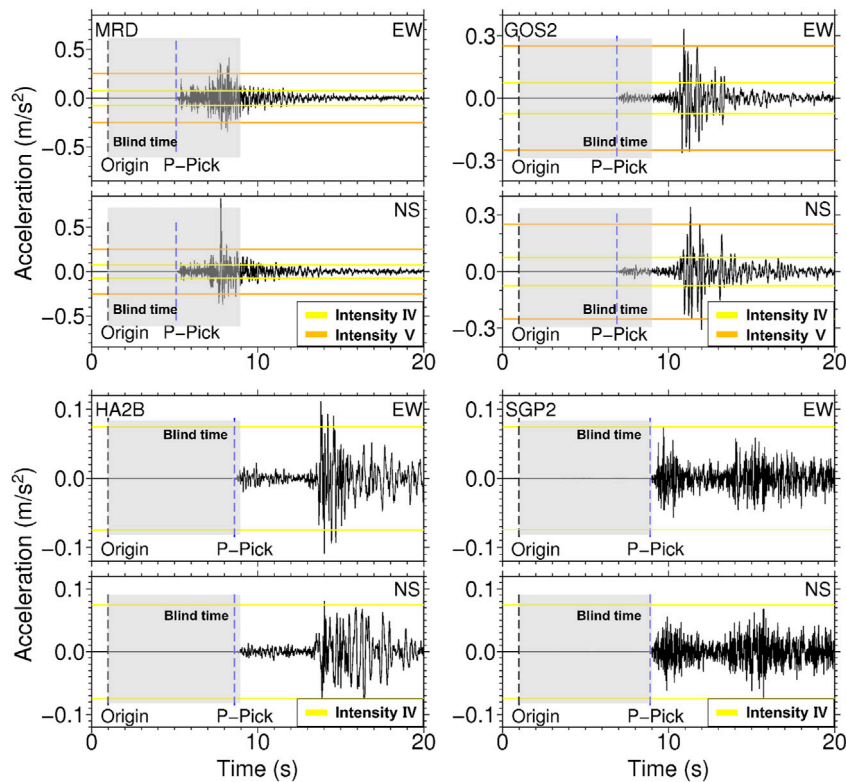 MRD
EW
0.5
0.0
−0.5
Blind time
Origin
P−Pick
NS
0.5
0.0
−0.5
Blind time
Origin
P−Pick
Intensity IV
Intensity V
0
10
20
Acceleration (m/s²)
GOS2
EW
0.3
0.0
−0.3
Blind time
Origin
P−Pick
NS
0.3
0.0
−0.3
Blind time
Origin
P−Pick
Intensity IV
Intensity V
0
10
20
HA2B
EW
0.1
0.0
−0.1
Blind time
Origin
P−Pick
NS
0.1
0.0
−0.1
Blind time
Origin
P−Pick
Intensity IV
0
10
20
Time (s)
Acceleration (m/s²)
SGP2
EW
0.1
0.0
−0.1
Blind time
Origin
P−Pick
NS
0.1
0.0
−0.1
Blind time
Origin
P−Pick
Intensity IV
0
10
20
Time (s)